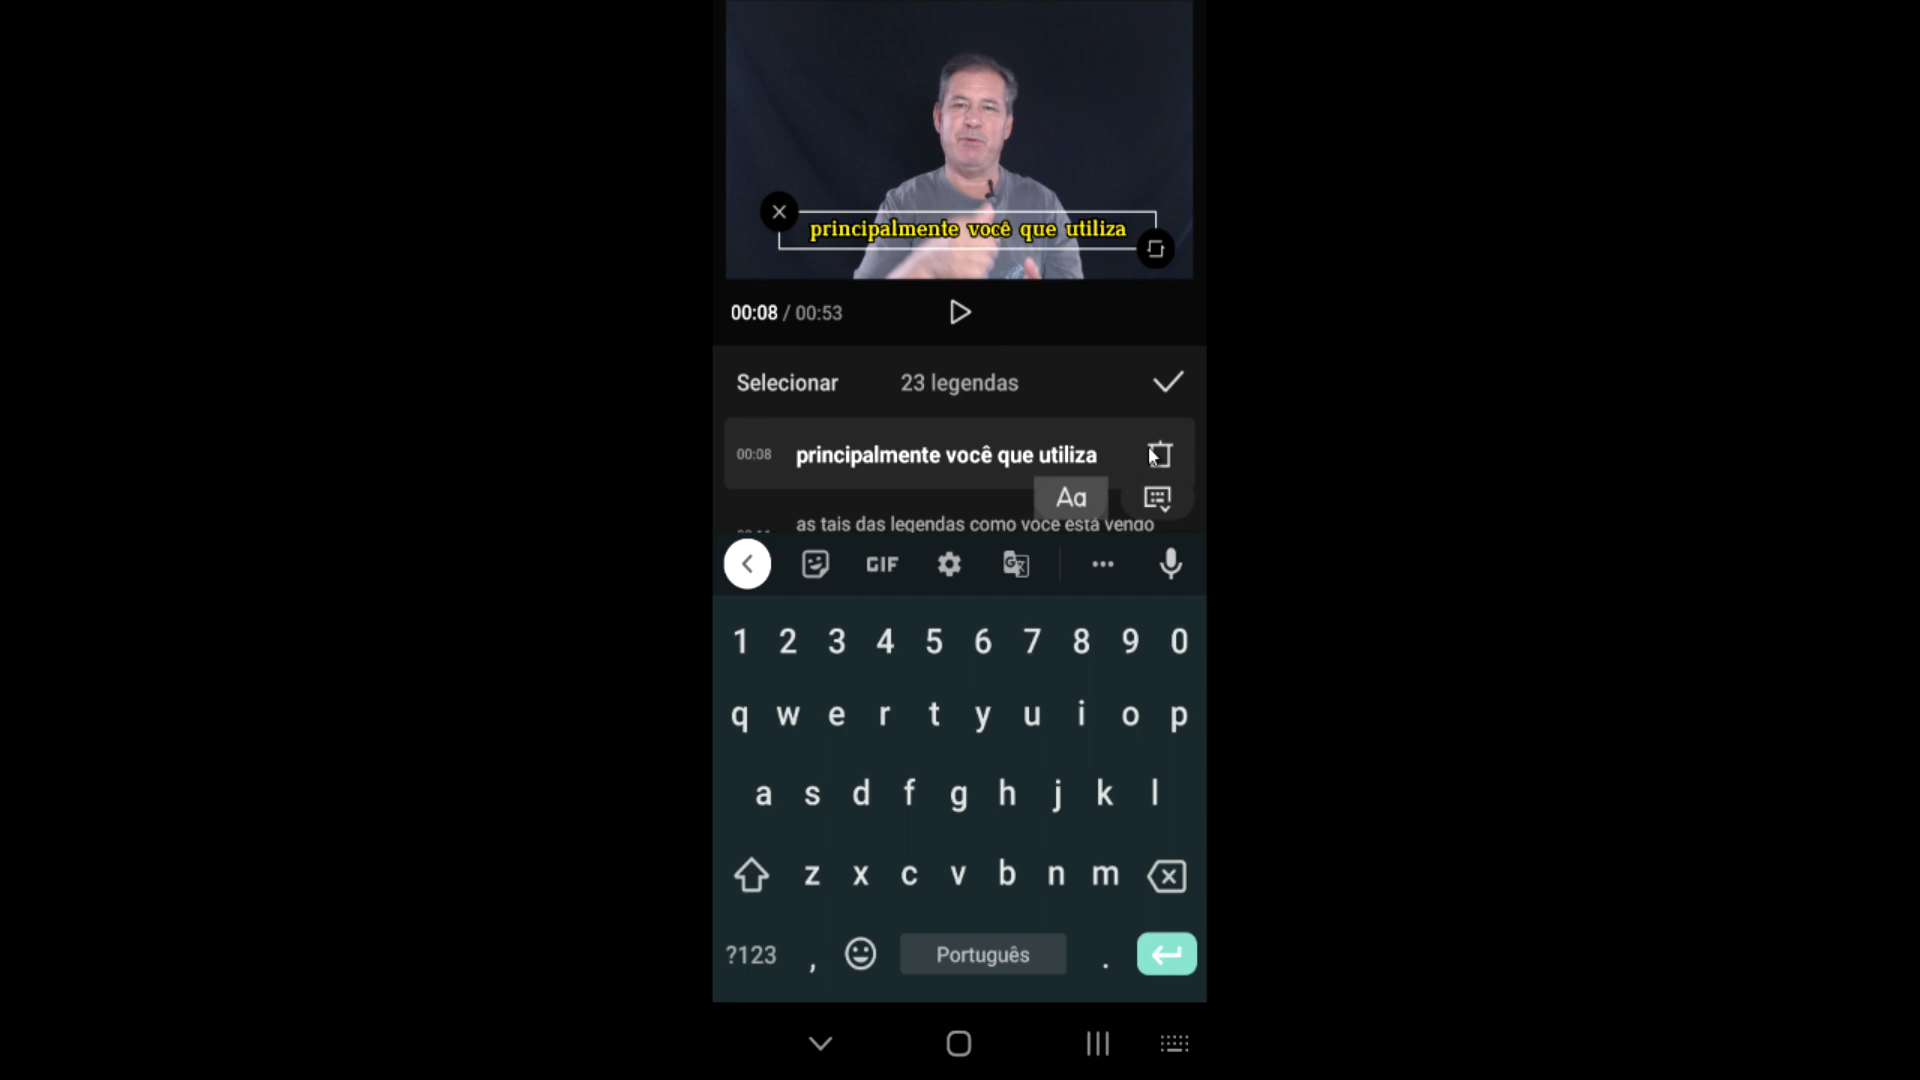 principalmente você que utiliza
00:08 / 00:53
Selecionar 23 legendas
00:08 principalmente você que utiliza
Aa
as tais das legendas como você está vendo
GIF
1 2 3 4 5 6 7 8 9 0
q w e r t y u i o p
a s d f g h j k l
z x c v b n m
?123 , Português .